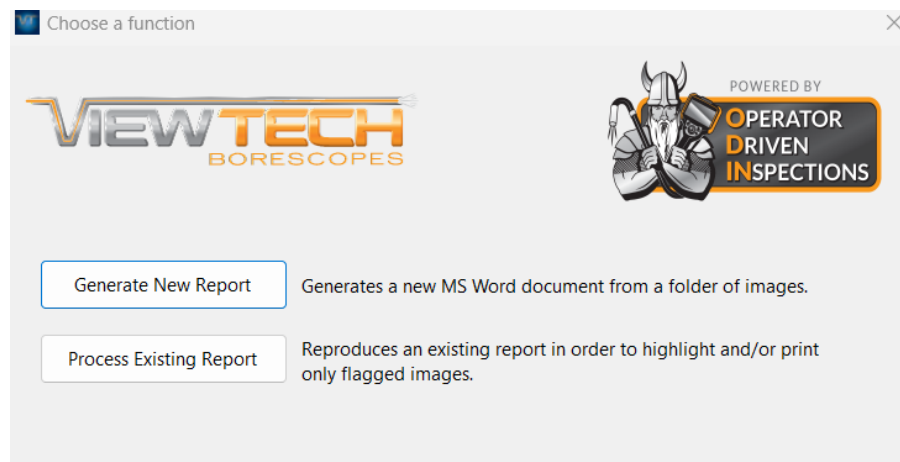 VT
Choose a function
VIEWTECH
BORESCOPES
POWERED BY
OPERATOR
DRIVEN
INSPECTIONS
Generate New Report
Generates a new MS Word document from a folder of images.
Process Existing Report
Reproduces an existing report in order to highlight and/or print
only flagged images.